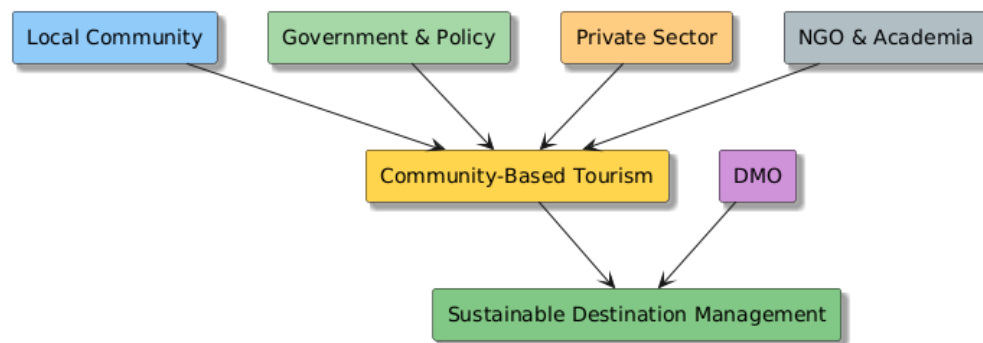 Local Community
Government & Policy
Private Sector
NGO & Academia
Community-Based Tourism
DMO
Sustainable Destination Management